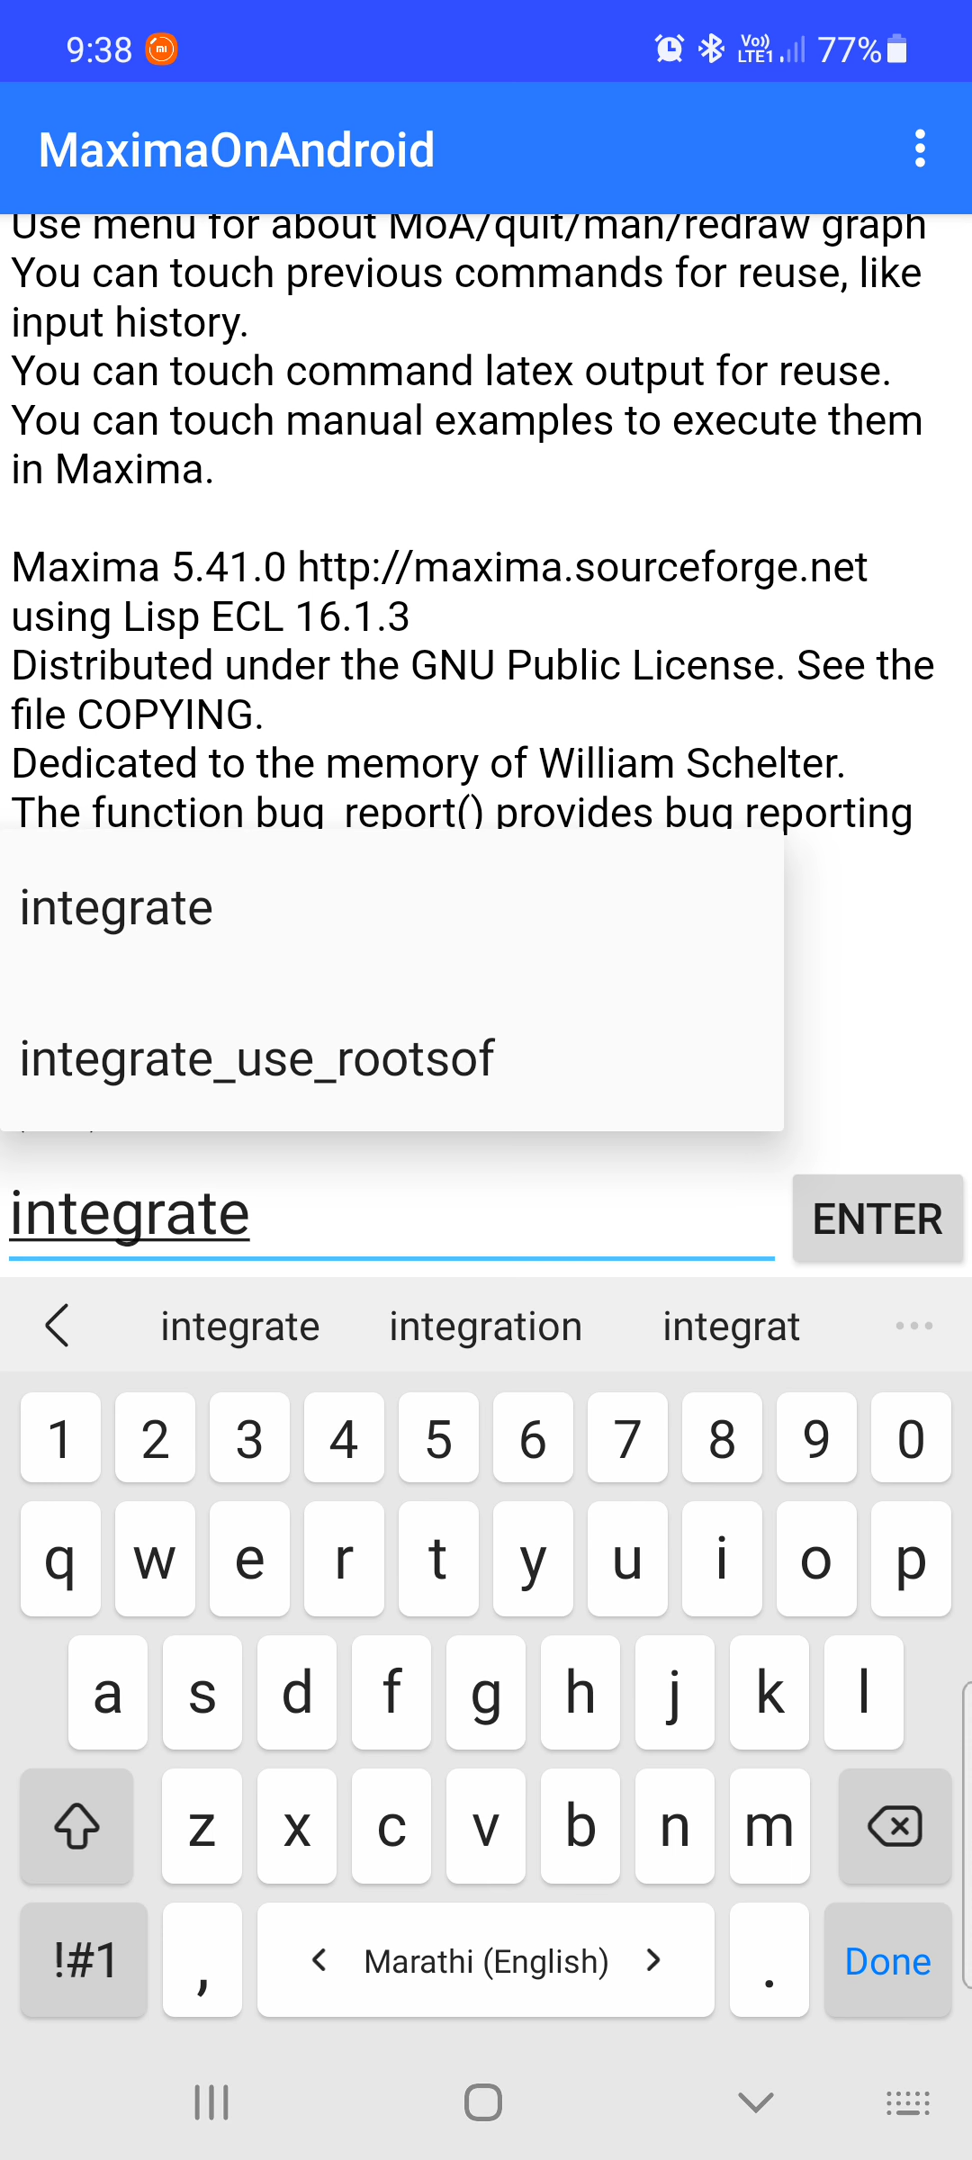 9:38 mi Vo)) LTE1 77%
MaximaOnAndroid
Use menu for about MoA/quit/man/redraw graph
You can touch previous commands for reuse, like
input history.
You can touch command latex output for reuse.
You can touch manual examples to execute them
in Maxima.
Maxima 5.41.0 http://maxima.sourceforge.net
using Lisp ECL 16.1.3
Distributed under the GNU Public License. See the
file COPYING.
Dedicated to the memory of William Schelter.
The function bug_report() provides bug reporting
integrate
integrate_use_rootsof
integrate ENTER
integrate integration integrat
1 2 3 4 5 6 7 8 9 0
q w e r t y u i o p
a s d f g h j k l
z x c v b n m
!#1 , < Marathi (English) > . Done